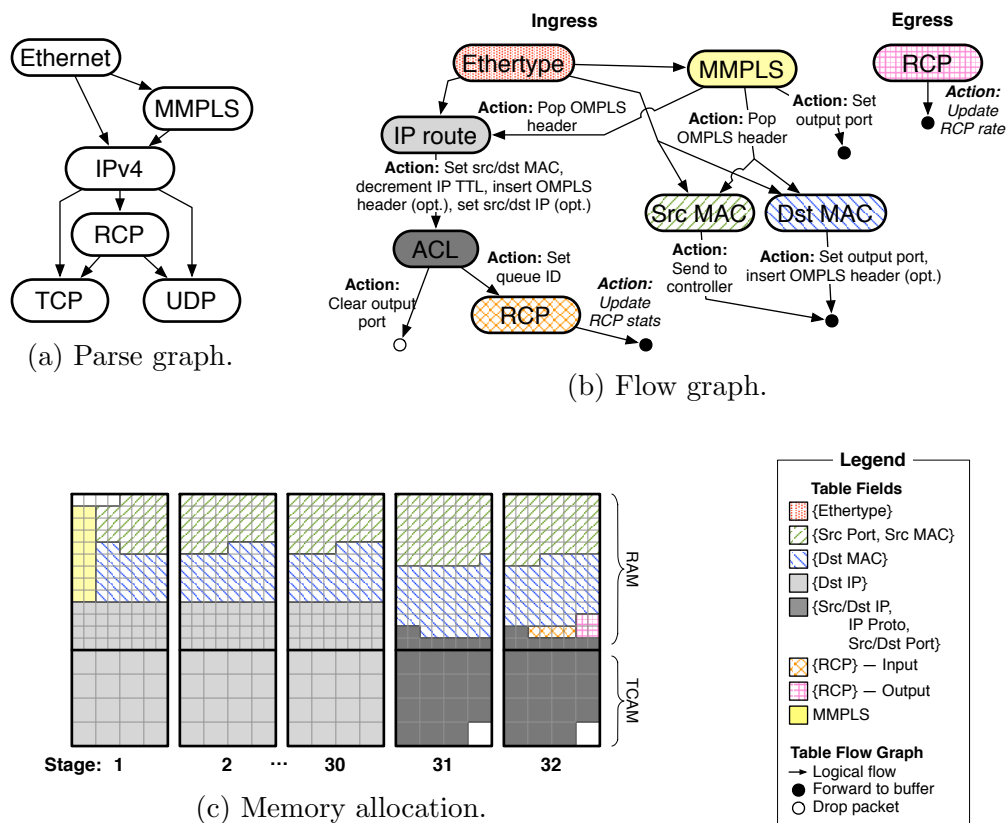 Ethernet
MMPLS
IPv4
RCP
TCP
UDP
(a) Parse graph.
Ingress
Egress
Ethertype
MMPLS
RCP
Action: Pop OMPLS
header
Action: Set
output port
Action:
Update
RCP rate
Action: Pop
OMPLS header
IP route
Action: Set src/dst MAC,
decrement IP TTL, insert OMPLS
header (opt.), set src/dst IP (opt.)
Src MAC
Dst MAC
ACL
Action: Set
queue ID
Action:
Send to
controller
Action: Set output port,
insert OMPLS header (opt.)
Action:
Clear output
port
RCP
Action:
Update
RCP stats
(b) Flow graph.
RAM
TCAM
Stage: 1 2 ... 30 31 32
(c) Memory allocation.
Legend
Table Fields
{Ethertype}
{Src Port, Src MAC}
{Dst MAC}
{Dst IP}
{Src/Dst IP,
IP Proto,
Src/Dst Port}
{RCP} — Input
{RCP} — Output
MMPLS
Table Flow Graph
Logical flow
Forward to buffer
Drop packet